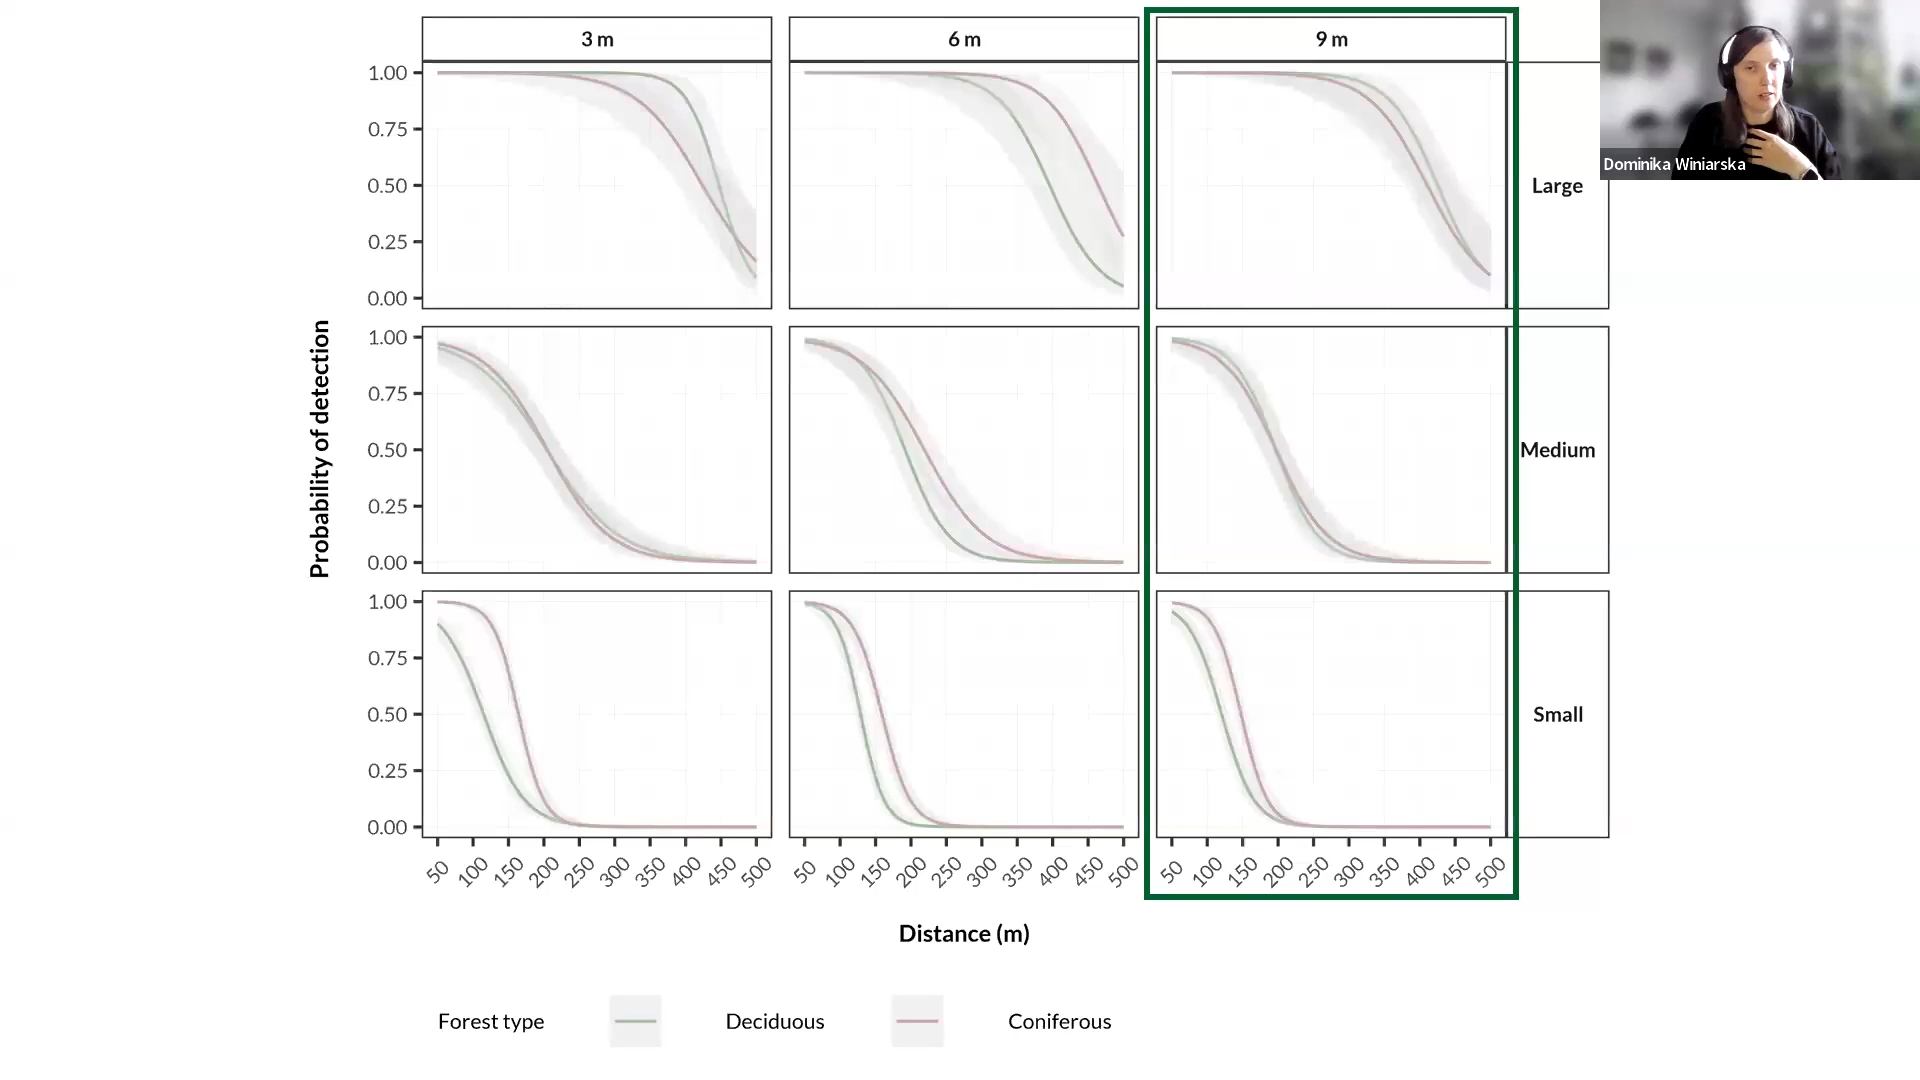 3 m
6 m
9 m
Dominika Winiarska
1.00
0.75
0.50
0.25
0.00
Large
1.00
0.75
0.50
0.25
0.00
Medium
1.00
0.75
0.50
0.25
0.00
Small
Probability of detection
50 100 150 200 250 300 350 400 450 500
50 100 150 200 250 300 350 400 450 500
50 100 150 200 250 300 350 400 450 500
Distance (m)
Forest type Deciduous Coniferous